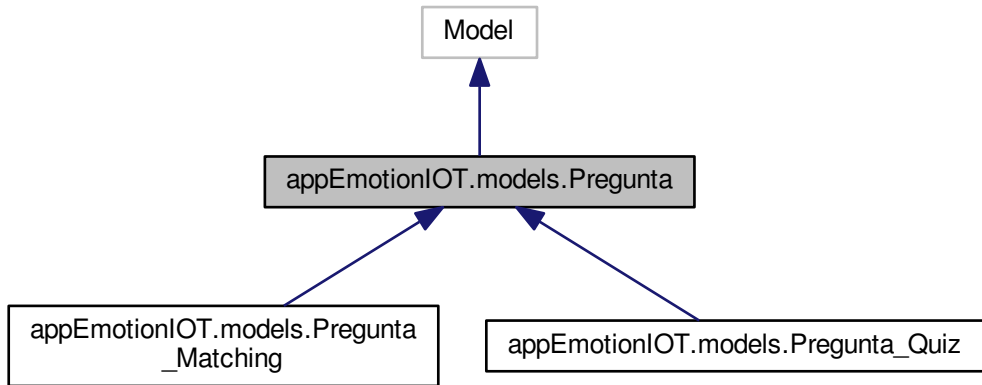 Model
appEmotionIOT.models.Pregunta
appEmotionIOT.models.Pregunta
_Matching
appEmotionIOT.models.Pregunta_Quiz